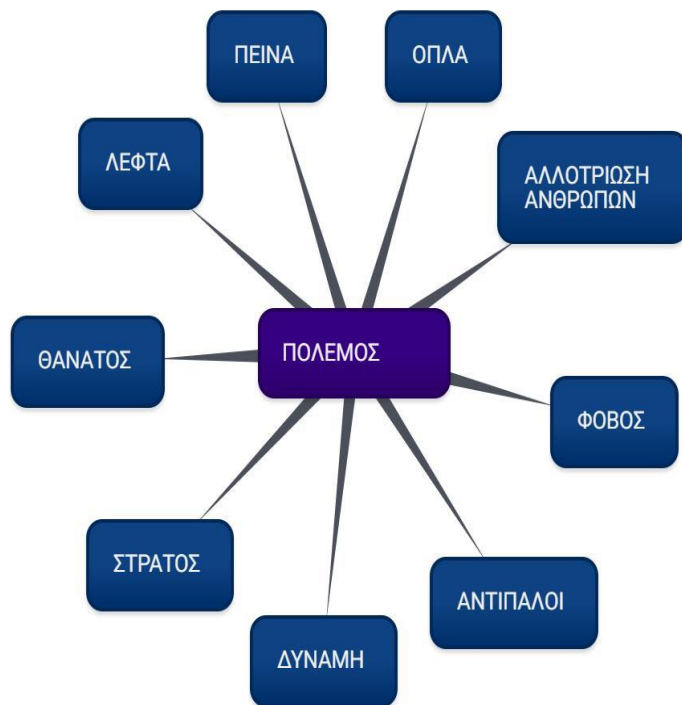 ΠΕΙΝΑ
ΟΠΛΑ
ΛΕΦΤΑ
ΑΛΛΟΤΡΙΩΣΗ
ΑΝΘΡΩΠΩΝ
ΘΑΝΑΤΟΣ
ΠΟΛΕΜΟΣ
ΦΟΒΟΣ
ΣΤΡΑΤΟΣ
ΑΝΤΙΠΑΛΟΙ
ΔΥΝΑΜΗ